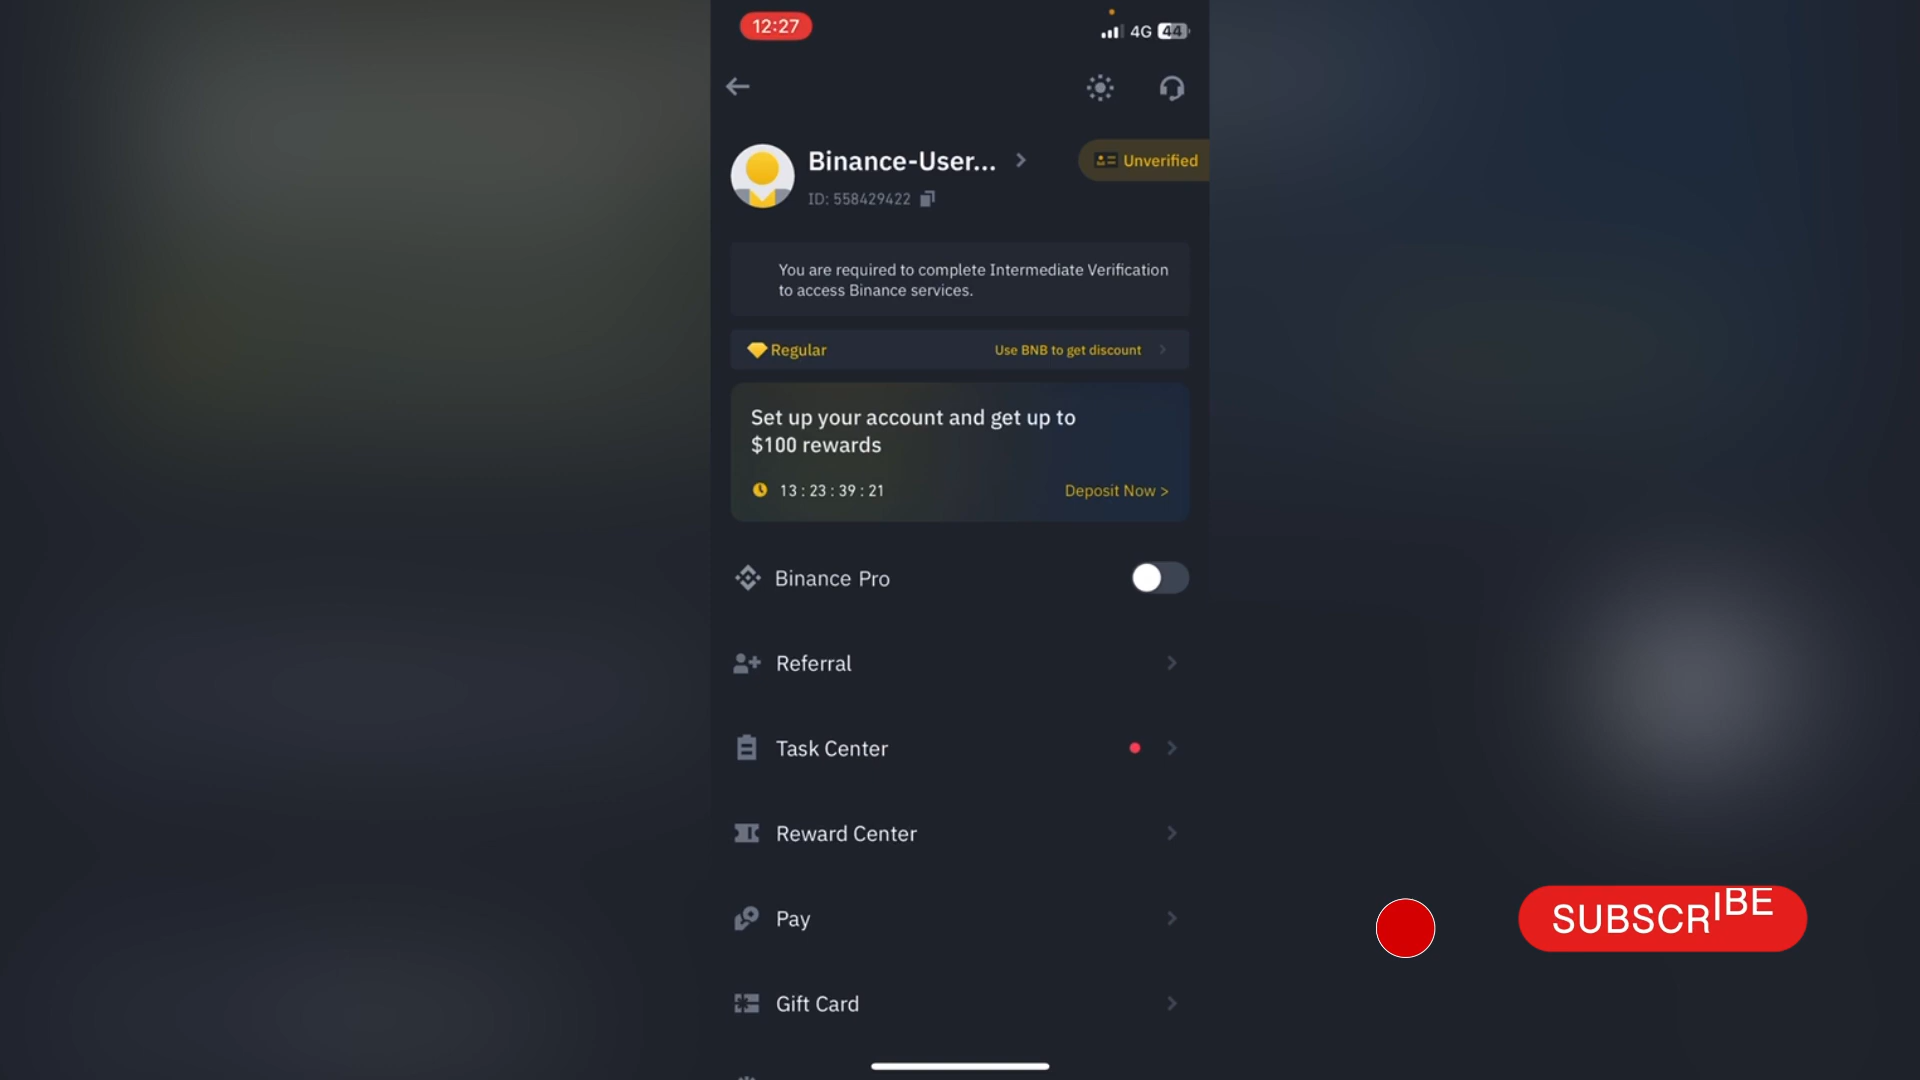 12:27
4G 44
Binance-User...
Unverified
ID: 558429422
You are required to complete Intermediate Verification
to access Binance services.
Regular
Use BNB to get discount
Set up your account and get up to
$100 rewards
13 : 23 : 39 : 21
Deposit Now >
Binance Pro
Referral
Task Center
Reward Center
Pay
SUBSCRIBE
Gift Card